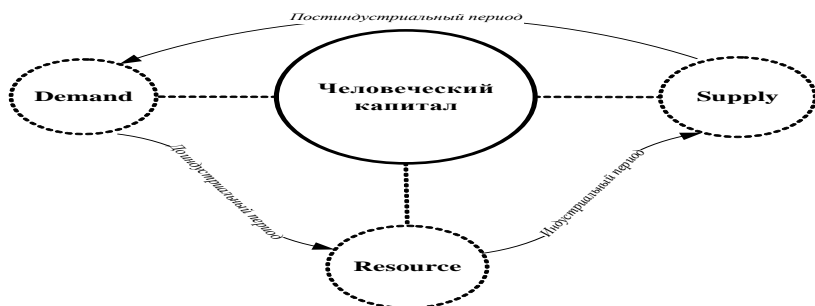 Постиндустриальный период
Demand
Человеческий
капитал
Supply
Доиндустриальный период
Индустриальный период
Resource